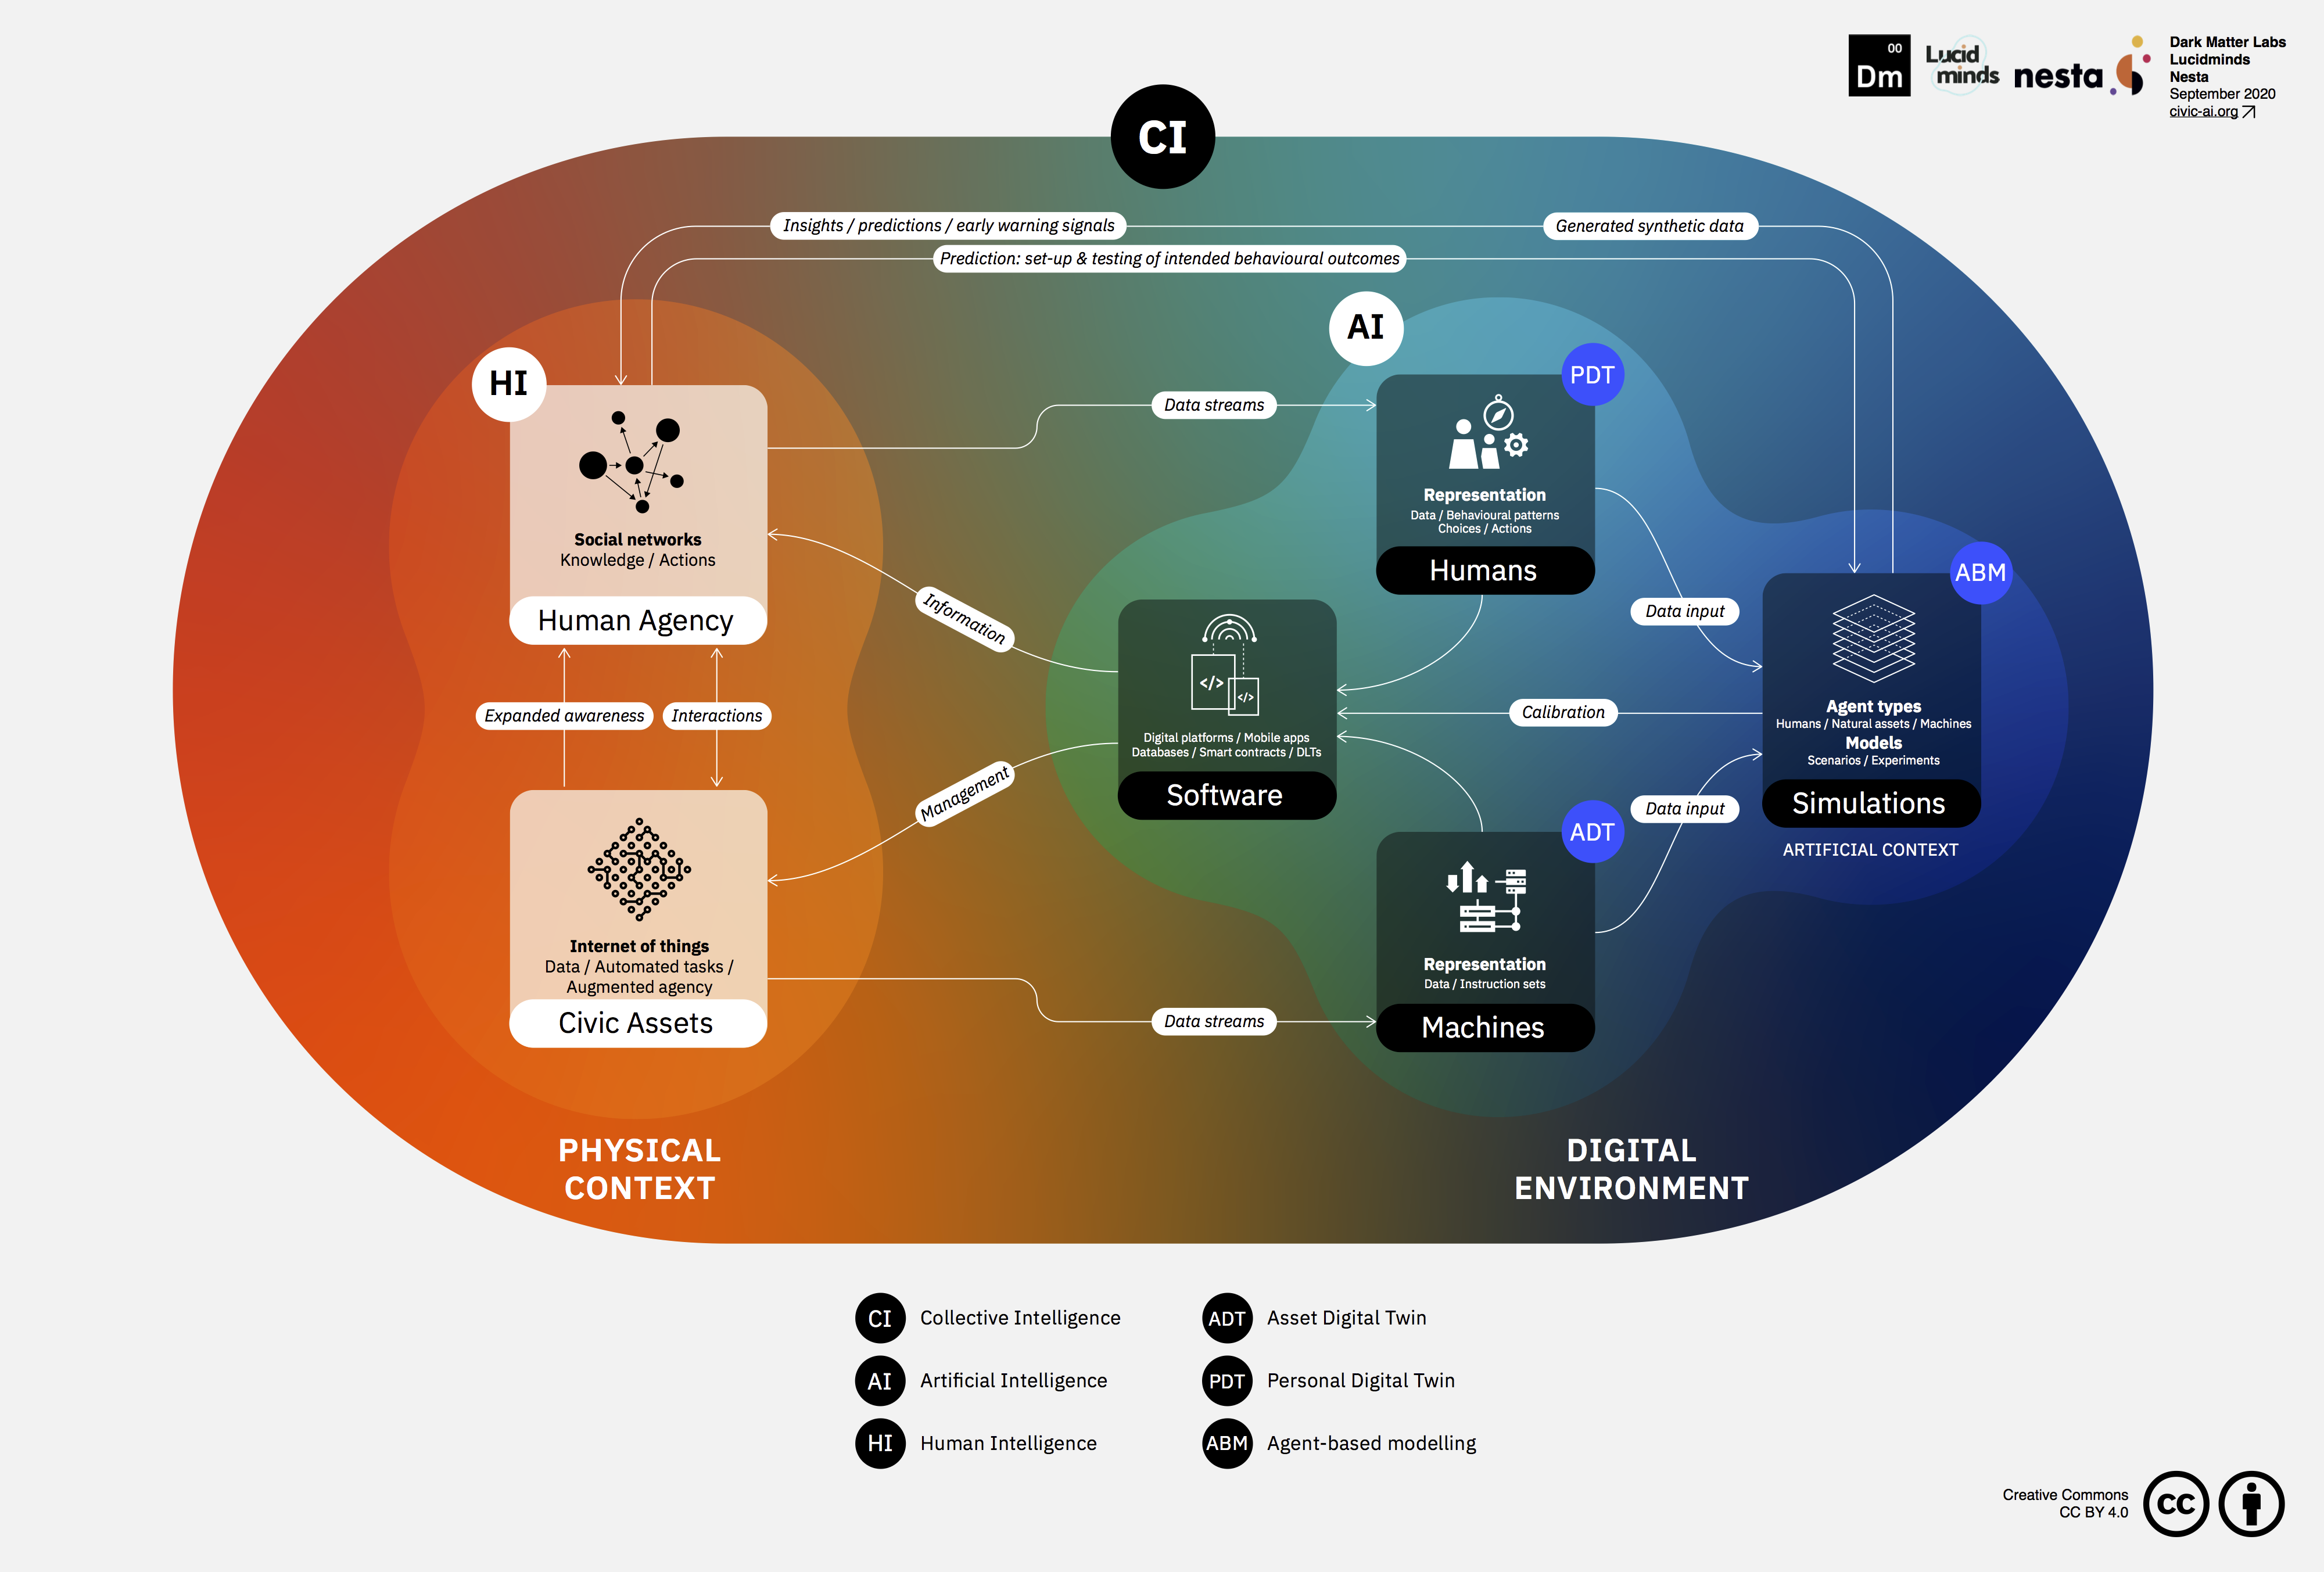 00
Dm
Lucid
minds
nesta
Dark Matter Labs
Lucidminds
Nesta
September 2020
civic-ai.org
CI
Insights / predictions / early warning signals
Generated synthetic data
Prediction: set-up & testing of intended behavioural outcomes
AI
HI
PDT
Data streams
Representation
Data / Behavioural patterns
Choices / Actions
Humans
Social networks
Knowledge / Actions
Human Agency
Information
Data input
ABM
</>
</>
Digital platforms / Mobile apps
Databases / Smart contracts / DLTs
Software
Calibration
Agent types
Humans / Natural assets / Machines
Models
Scenarios / Experiments
Simulations
ARTIFICIAL CONTEXT
Expanded awareness
Interactions
Management
Data input
ADT
Internet of things
Data / Automated tasks /
Augmented agency
Civic Assets
Data streams
Representation
Data / Instruction sets
Machines
PHYSICAL
CONTEXT
DIGITAL
ENVIRONMENT
CI Collective Intelligence
AI Artificial Intelligence
HI Human Intelligence
ADT Asset Digital Twin
PDT Personal Digital Twin
ABM Agent-based modelling
Creative Commons
CC BY 4.0
CC